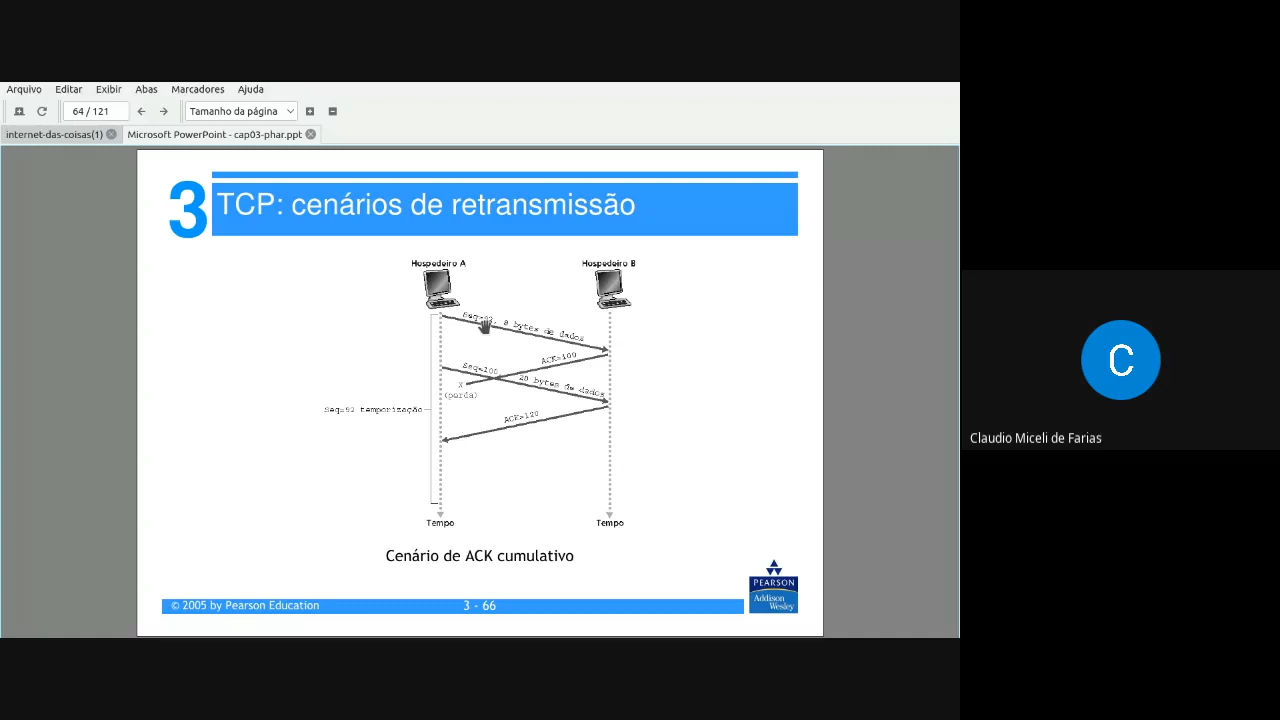 Arquivo Editar Exibir Abas Marcadores Ajuda
64 / 121 Tamanho da página
internet-das-coisas(1) Microsoft PowerPoint - cap03-phar.ppt
3 TCP: cenários de retransmissão
Hospedeiro A Hospedeiro B
Seq=92, 8 bytes de dados
ACK=100
Seq=100, 20 bytes de dados
X
(perda)
Seq=92 temporização
ACK=120
Tempo Tempo
Cenário de ACK cumulativo
© 2005 by Pearson Education 3 - 66
PEARSON
Addison
Wesley
C
Claudio Miceli de Farias